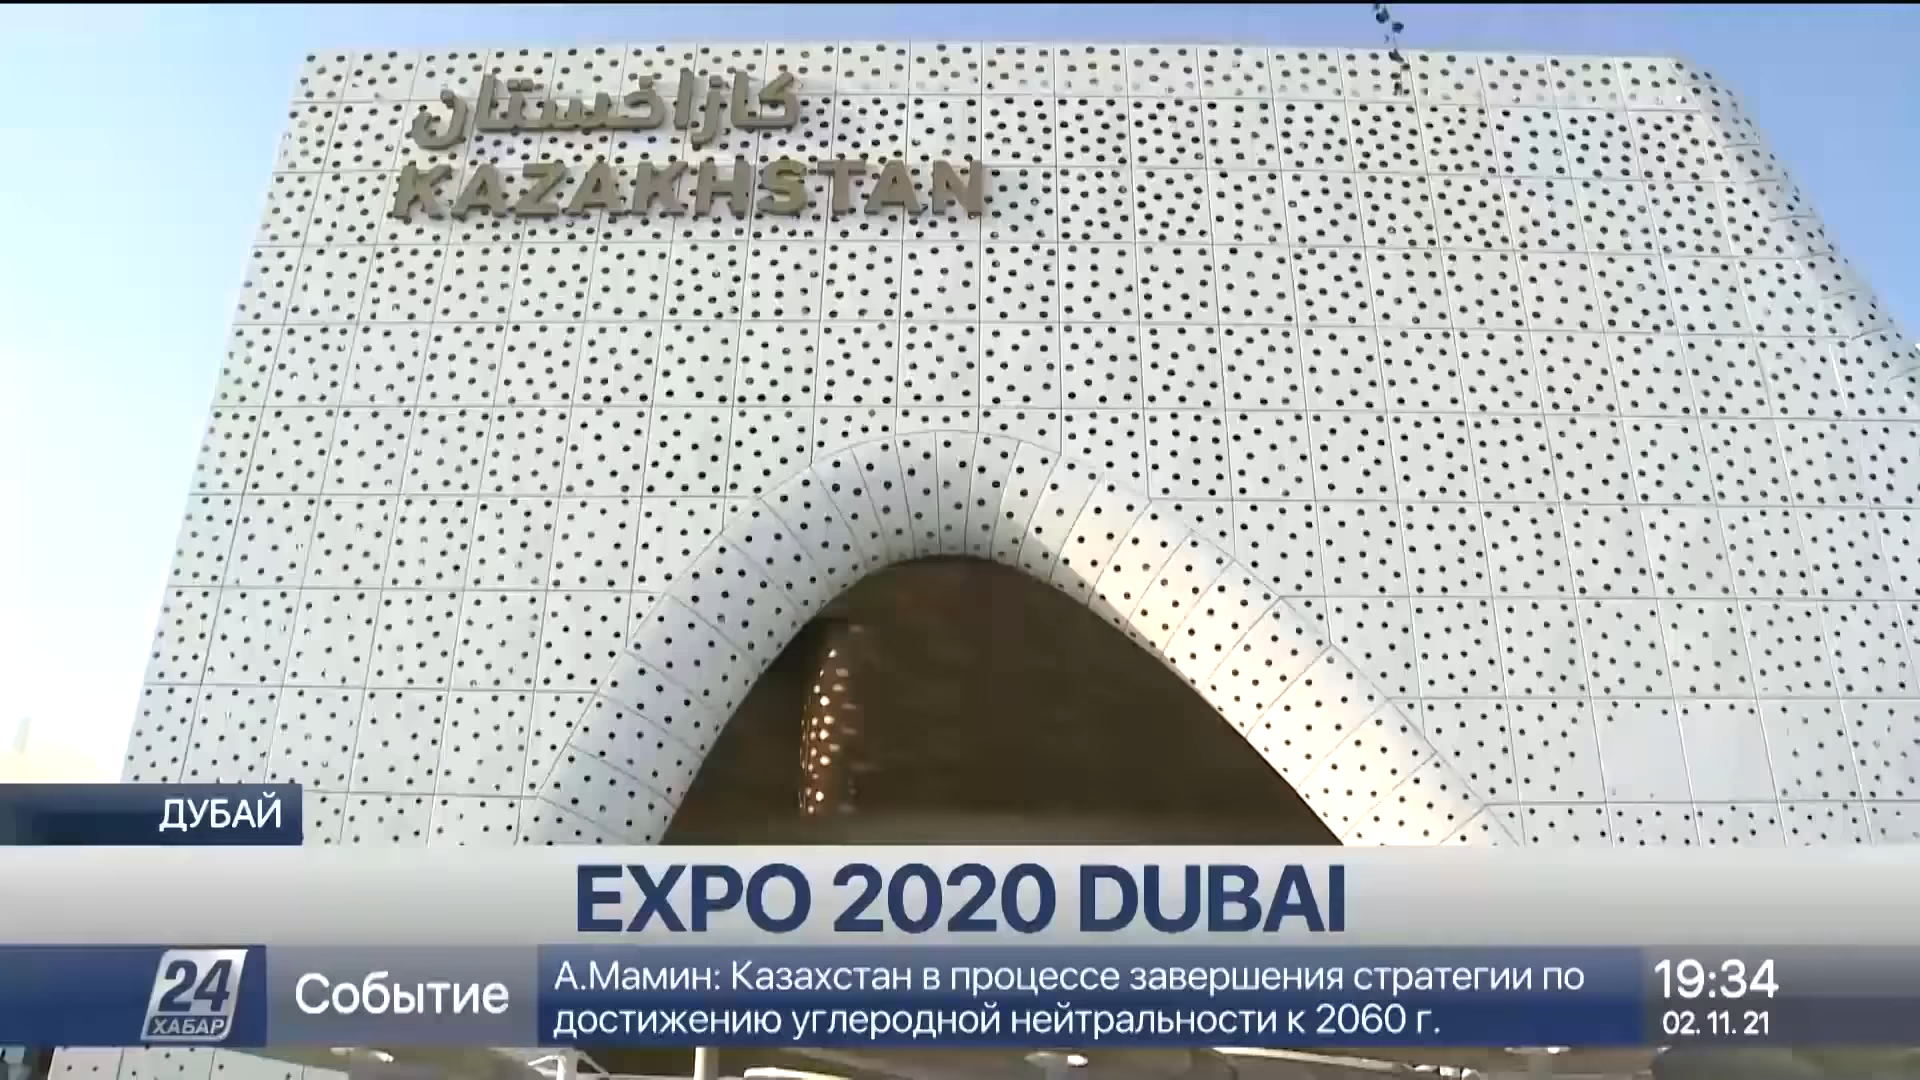 كازاخستان
KAZAKHSTAN
ДУБАЙ
EXPO 2020 DUBAI
24
ХАБАР
Событие
А.Мамин: Казахстан в процессе завершения стратегии по
достижению углеродной нейтральности к 2060 г.
19:34
02. 11. 21